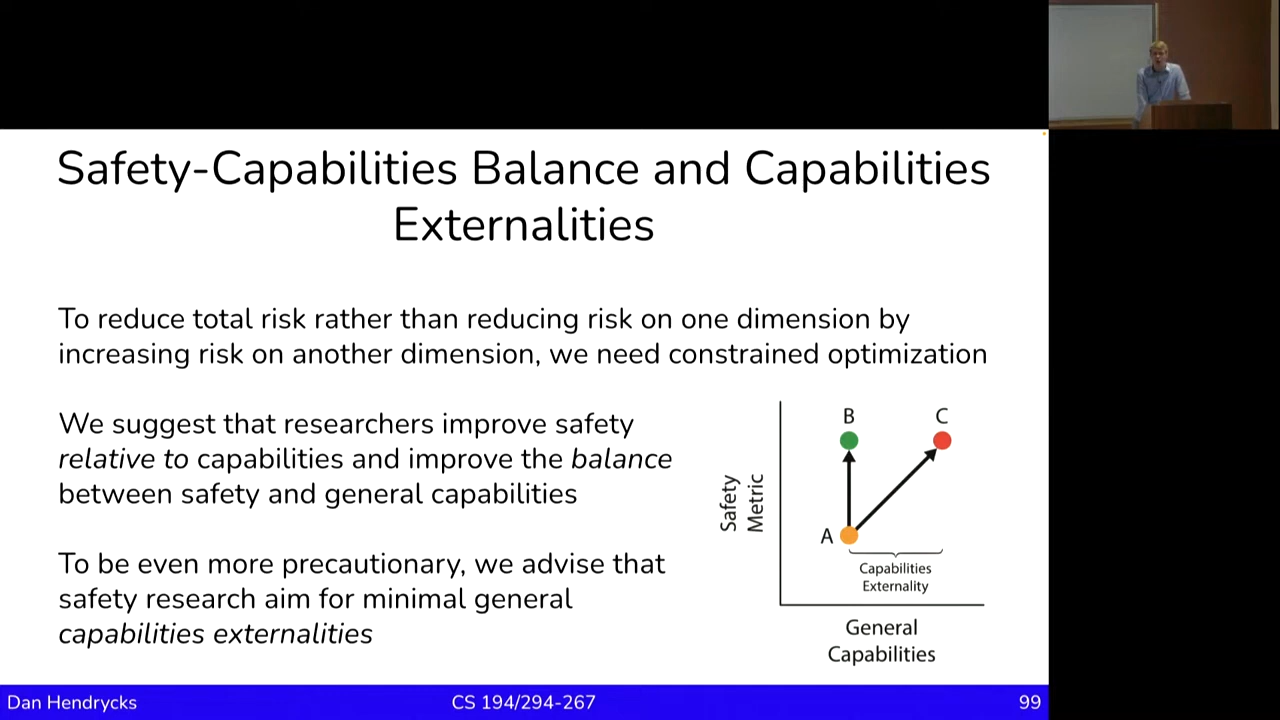 Safety-Capabilities Balance and Capabilities
Externalities
To reduce total risk rather than reducing risk on one dimension by
increasing risk on another dimension, we need constrained optimization
We suggest that researchers improve safety
relative to capabilities and improve the balance
between safety and general capabilities
To be even more precautionary, we advise that
safety research aim for minimal general
capabilities externalities
B
C
Safety
Metric
A
Capabilities
Externality
General
Capabilities
Dan Hendrycks
CS 194/294-267
99